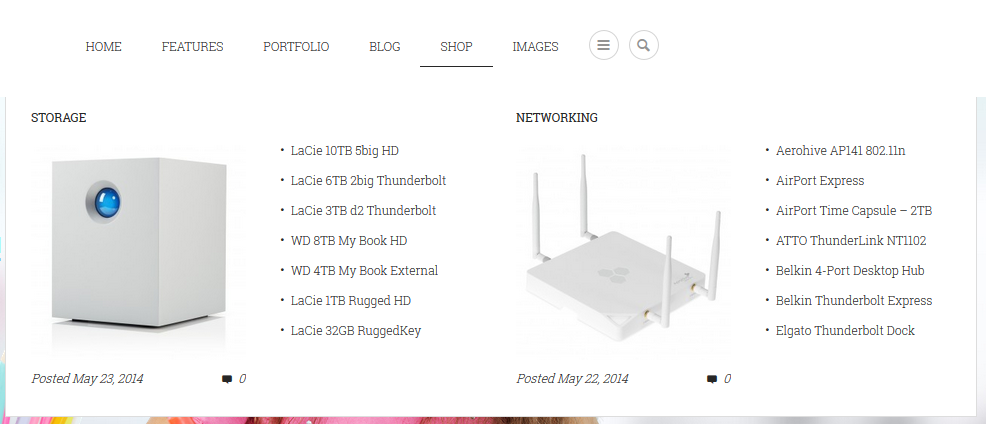 HOME FEATURES PORTFOLIO BLOG SHOP IMAGES
STORAGE
• LaCie 10TB 5big HD
• LaCie 6TB 2big Thunderbolt
• LaCie 3TB d2 Thunderbolt
• WD 8TB My Book HD
• WD 4TB My Book External
• LaCie 1TB Rugged HD
• LaCie 32GB RuggedKey
Posted May 23, 2014 0
NETWORKING
• Aerohive AP141 802.11n
• AirPort Express
• AirPort Time Capsule – 2TB
• ATTO ThunderLink NT1102
• Belkin 4-Port Desktop Hub
• Belkin Thunderbolt Express
• Elgato Thunderbolt Dock
Posted May 22, 2014 0